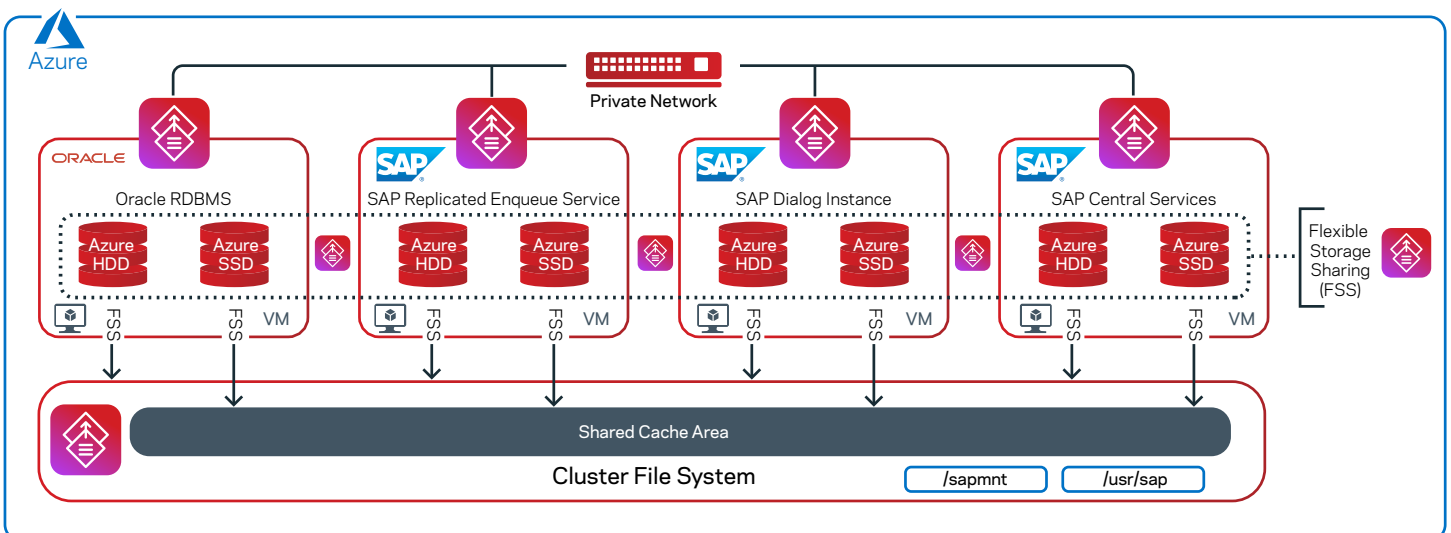 Azure
Private Network
ORACLE
SAP
SAP
SAP
Oracle RDBMS
SAP Replicated Enqueue Service
SAP Dialog Instance
SAP Central Services
Azure
HDD
Azure
SSD
Azure
HDD
Azure
SSD
Azure
HDD
Azure
SSD
Azure
HDD
Azure
SSD
Flexible
Storage
Sharing
(FSS)
FSS
FSS
VM
FSS
FSS
VM
FSS
FSS
VM
FSS
FSS
VM
Shared Cache Area
Cluster File System
/sapmnt
/usr/sap